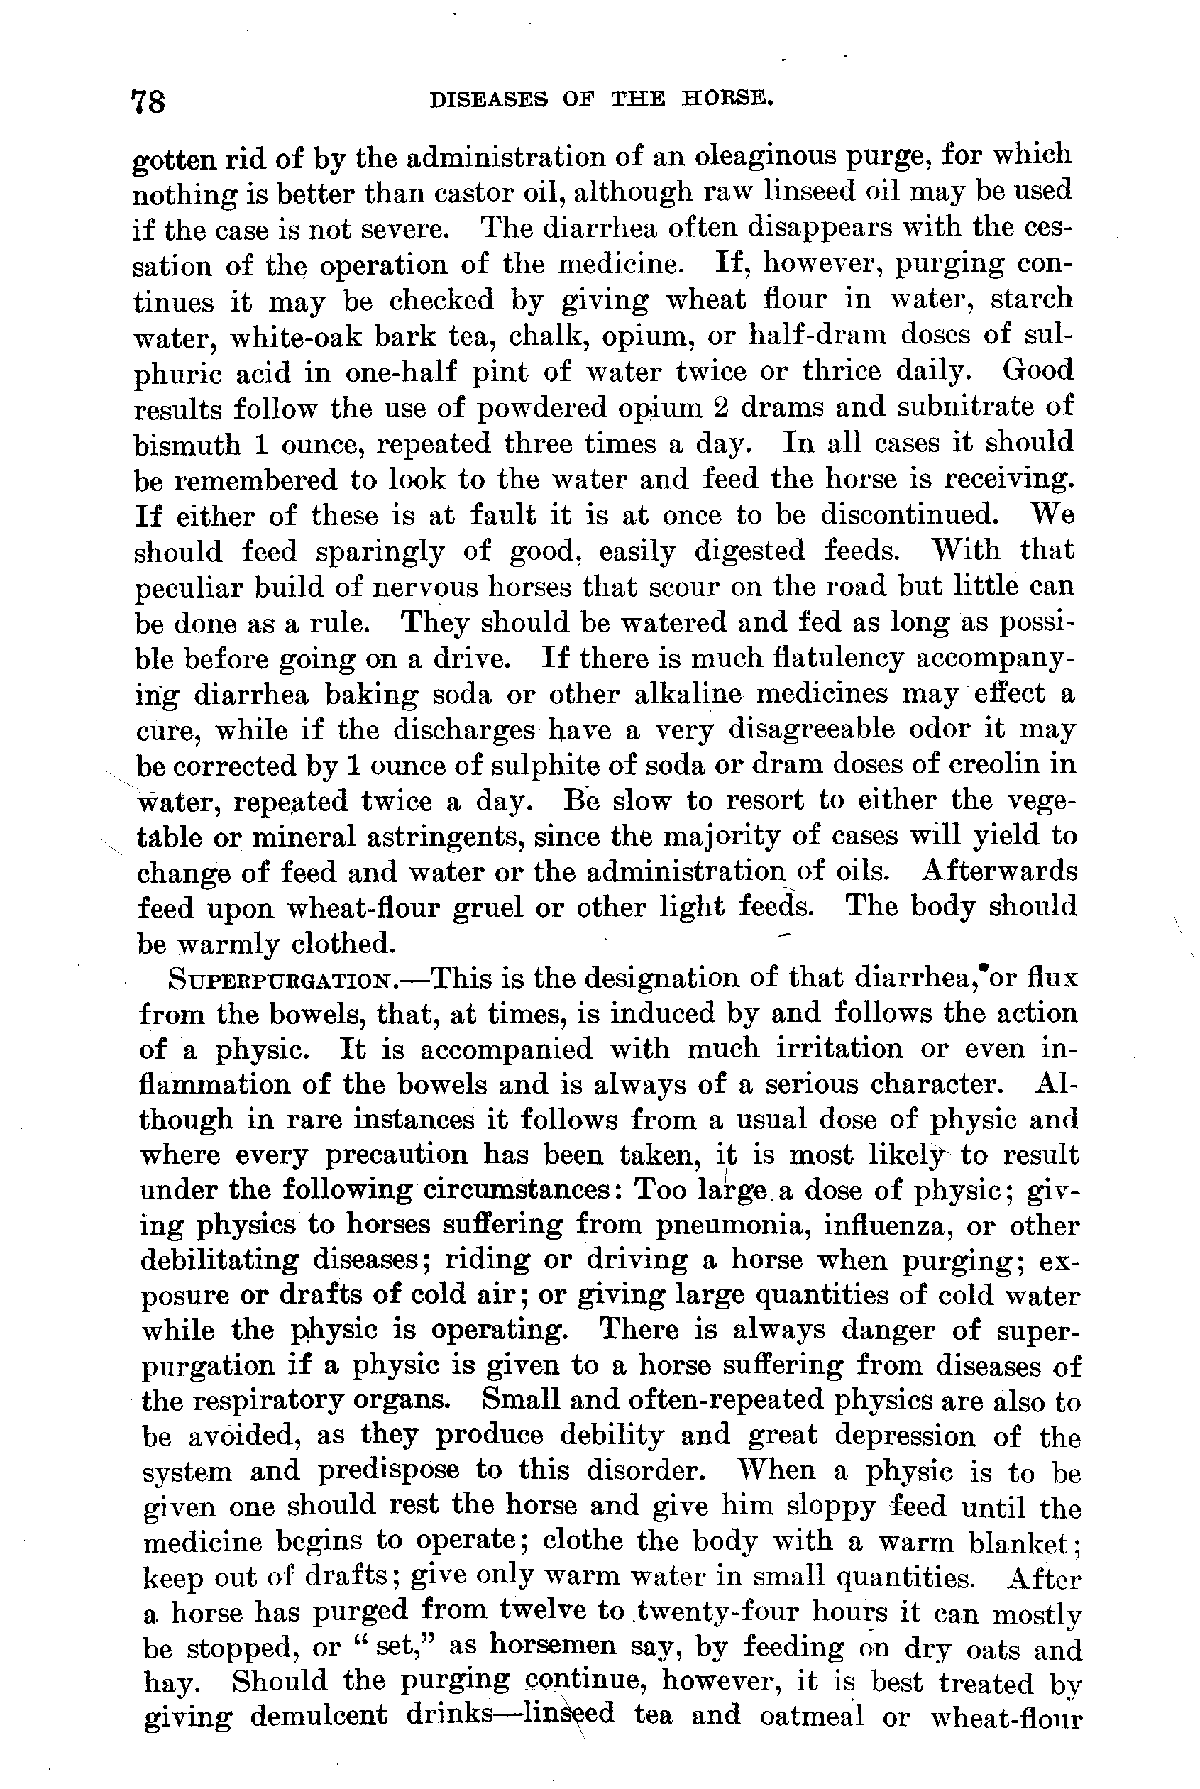 78 DISEASES OF THE HORSE.
gotten rid of by the administration of an oleaginous purge, for which
nothing is better than castor oil, although raw linseed oil may be used
if the case is not severe. The diarrhea often disappears with the ces-
sation of the operation of the medicine. If, however, purging con-
tinues it may be checked by giving wheat flour in water, starch
water, white-oak bark tea, chalk, opium, or half-dram doses of sul-
phuric acid in one-half pint of water twice or thrice daily. Good
results follow the use of powdered opium 2 drams and subnitrate of
bismuth 1 ounce, repeated three times a day. In all cases it should
be remembered to look to the water and feed the horse is receiving.
If either of these is at fault it is at once to be discontinued. We
should feed sparingly of good, easily digested feeds. With that
peculiar build of nervous horses that scour on the road but little can
be done as a rule. They should be watered and fed as long as possi-
ble before going on a drive. If there is much flatulency accompany-
ing diarrhea baking soda or other alkaline medicines may effect a
cure, while if the discharges have a very disagreeable odor it may
be corrected by 1 ounce of sulphite of soda or dram doses of creolin in
water, repeated twice a day. Be slow to resort to either the vege-
table or mineral astringents, since the majority of cases will yield to
change of feed and water or the administration of oils. Afterwards
feed upon wheat-flour gruel or other light feeds. The body should
be warmly clothed.
SUPERPURGATION.—This is the designation of that diarrhea, or flux
from the bowels, that, at times, is induced by and follows the action
of a physic. It is accompanied with much irritation or even in-
flammation of the bowels and is always of a serious character. Al-
though in rare instances it follows from a usual dose of physic and
where every precaution has been taken, it is most likely to result
under the following circumstances: Too large a dose of physic; giv-
ing physics to horses suffering from pneumonia, influenza, or other
debilitating diseases; riding or driving a horse when purging; ex-
posure or drafts of cold air; or giving large quantities of cold water
while the physic is operating. There is always danger of super-
purgation if a physic is given to a horse suffering from diseases of
the respiratory organs. Small and often-repeated physics are also to
be avoided, as they produce debility and great depression of the
system and predispose to this disorder. When a physic is to be
given one should rest the horse and give him sloppy feed until the
medicine begins to operate; clothe the body with a warm blanket;
keep out of drafts; give only warm water in small quantities. After
a horse has purged from twelve to twenty-four hours it can mostly
be stopped, or "set," as horsemen say, by feeding on dry oats and
hay. Should the purging continue, however, it is best treated by
giving demulcent drinks—linseed tea and oatmeal or wheat-flour